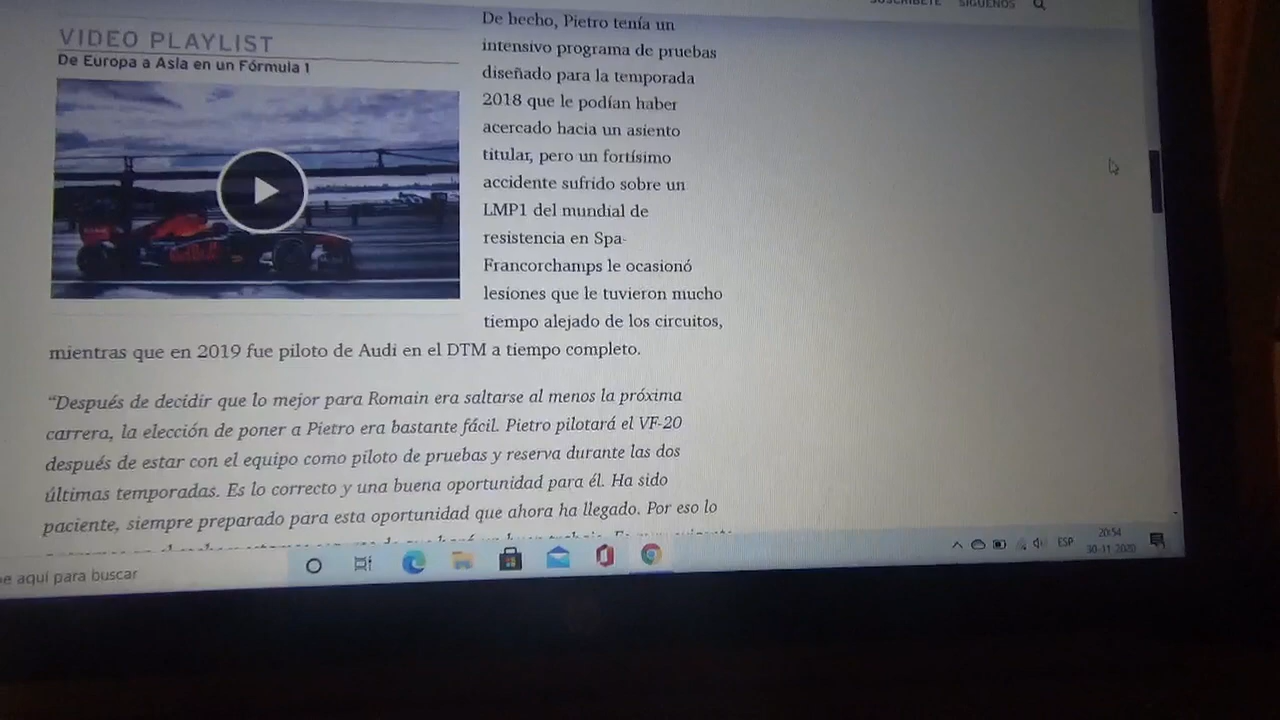 SUSCRÍBETE SÍGUENOS
VIDEO PLAYLIST
De Europa a Asia en un Fórmula 1
De hecho, Pietro tenía un
intensivo programa de pruebas
diseñado para la temporada
2018 que le podían haber
acercado hacia un asiento
titular, pero un fortísimo
accidente sufrido sobre un
LMP1 del mundial de
resistencia en Spa-
Francorchamps le ocasionó
lesiones que le tuvieron mucho
tiempo alejado de los circuitos,
mientras que en 2019 fue piloto de Audi en el DTM a tiempo completo.
“Después de decidir que lo mejor para Romain era saltarse al menos la próxima
carrera, la elección de poner a Pietro era bastante fácil. Pietro pilotará el VF-20
después de estar con el equipo como piloto de pruebas y reserva durante las dos
últimas temporadas. Es lo correcto y una buena oportunidad para él. Ha sido
paciente, siempre preparado para esta oportunidad que ahora ha llegado. Por eso lo
aquí para buscar
ESP
20:54
30-11-2020